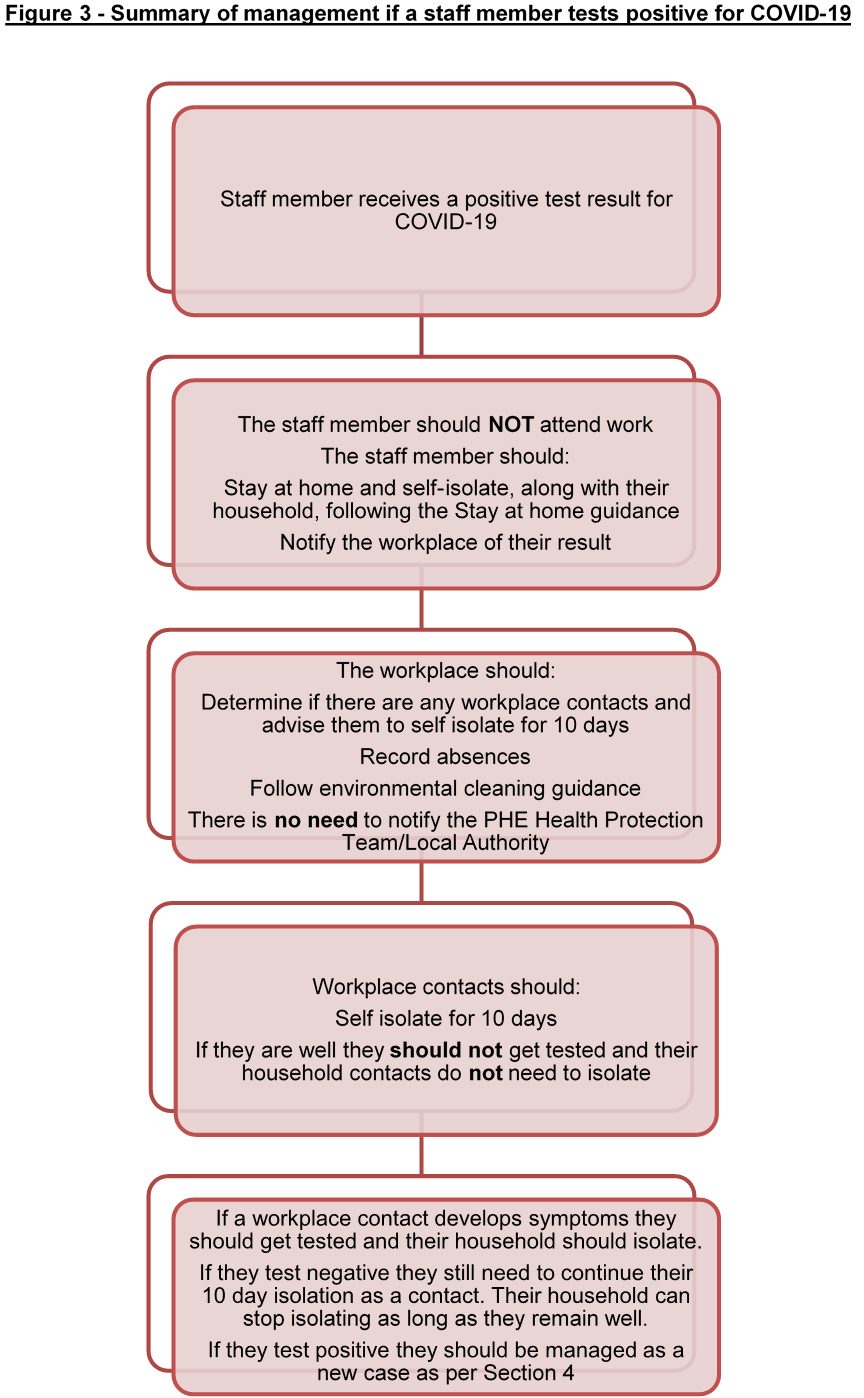 Figure 3 - Summary of management if a staff member tests positive for COVID-19
Staff member receives a positive test result for
COVID-19
The staff member should NOT attend work
The staff member should:
Stay at home and self-isolate, along with their
household, following the Stay at home guidance
Notify the workplace of their result
The workplace should:
Determine if there are any workplace contacts and
advise them to self isolate for 10 days
Record absences
Follow environmental cleaning guidance
There is no need to notify the PHE Health Protection
Team/Local Authority
Workplace contacts should:
Self isolate for 10 days
If they are well they should not get tested and their
household contacts do not need to isolate
If a workplace contact develops symptoms they
should get tested and their household should isolate.
If they test negative they still need to continue their
10 day isolation as a contact. Their household can
stop isolating as long as they remain well.
If they test positive they should be managed as a
new case as per Section 4